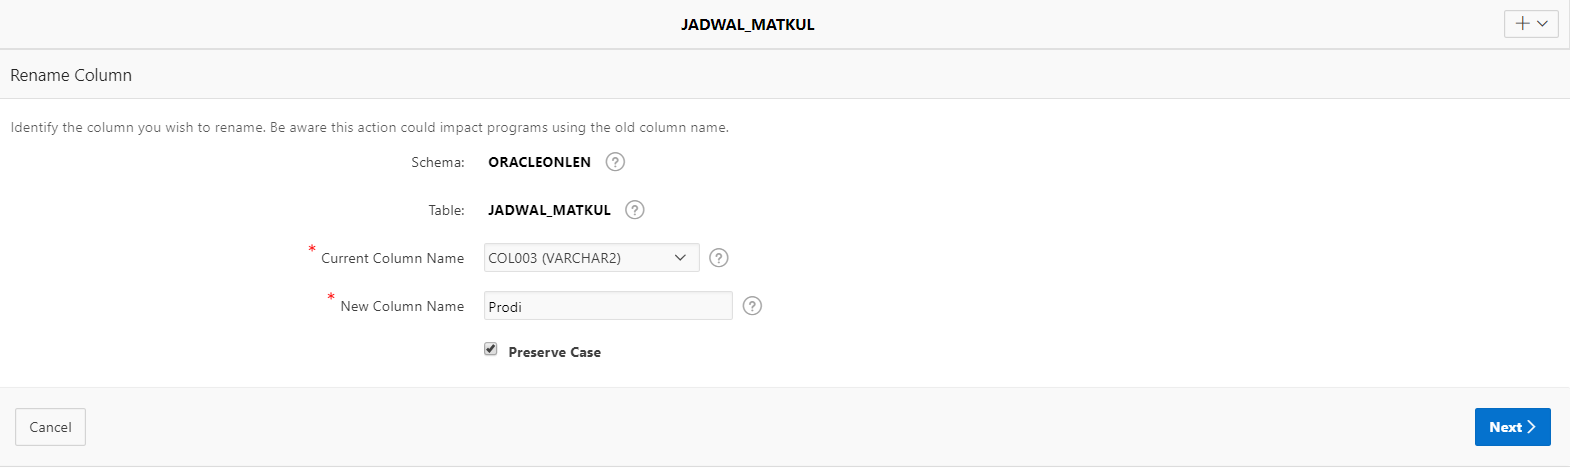 JADWAL_MATKUL
Rename Column
Identify the column you wish to rename. Be aware this action could impact programs using the old column name.
Schema: ORACLEONLEN ?
Table: JADWAL_MATKUL ?
* Current Column Name COL003 (VARCHAR2) ?
* New Column Name Prodi ?
Preserve Case
Cancel Next